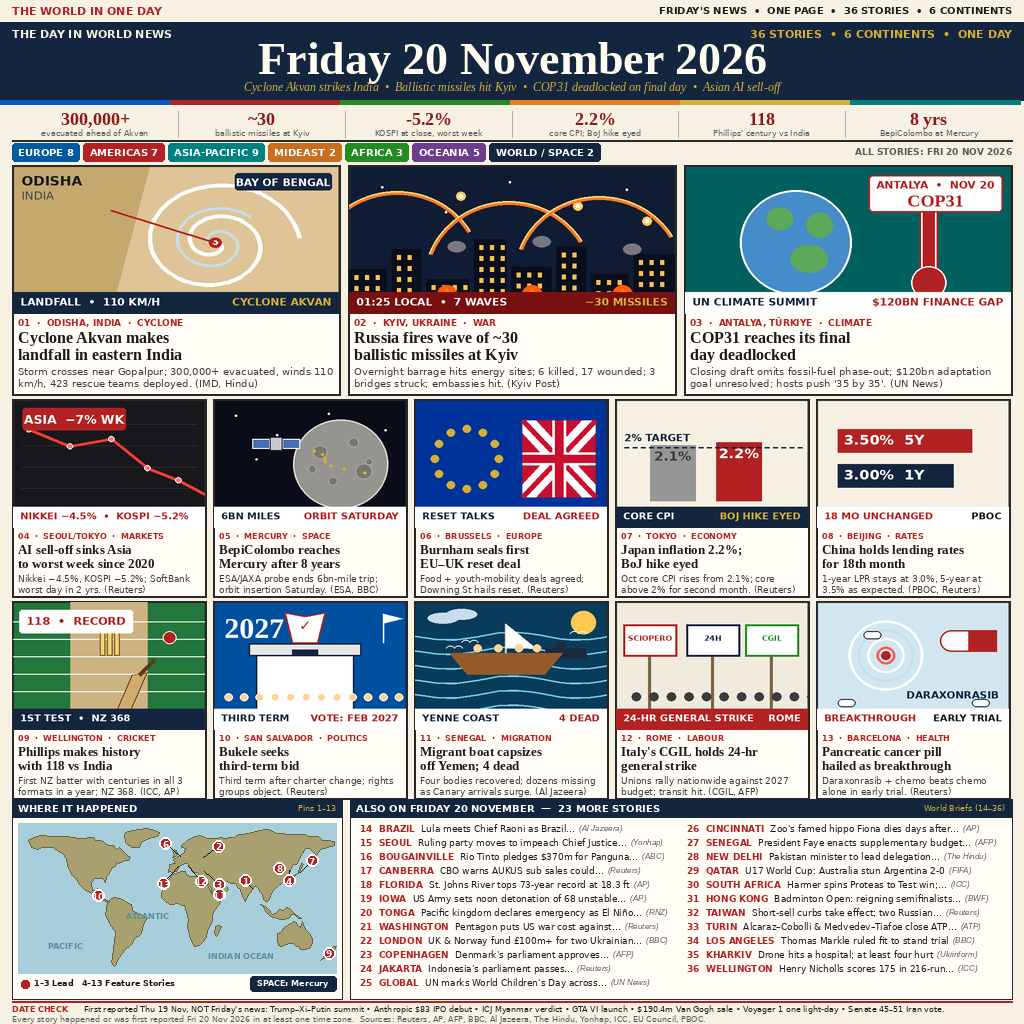 THE WORLD IN ONE DAY
FRIDAY'S NEWS • ONE PAGE • 36 STORIES • 6 CONTINENTS
THE DAY IN WORLD NEWS
36 STORIES • 6 CONTINENTS • ONE DAY
Friday 20 November 2026
Cyclone Akvan strikes India • Ballistic missiles hit Kyiv • COP31 deadlocked on final day • Asian AI sell-off
300,000+
evacuated ahead of Akvan
~30
ballistic missiles at Kyiv
-5.2%
KOSPI at close, worst week
2.2%
core CPI; BoJ hike eyed
118
Phillips' century vs India
8 yrs
BepiColombo at Mercury
EUROPE 8
AMERICAS 7
ASIA-PACIFIC 9
MIDEAST 2
AFRICA 3
OCEANIA 5
WORLD / SPACE 2
ALL STORIES: FRI 20 NOV 2026
ODISHA
INDIA
BAY OF BENGAL
LANDFALL • 110 KM/H
CYCLONE AKVAN
01 · ODISHA, INDIA · CYCLONE
Cyclone Akvan makes
landfall in eastern India
Storm crosses near Gopalpur; 300,000+ evacuated, winds 110
km/h, 423 rescue teams deployed. (IMD, Hindu)
01:25 LOCAL • 7 WAVES
~30 MISSILES
02 · KYIV, UKRAINE · WAR
Russia fires wave of ~30
ballistic missiles at Kyiv
Overnight barrage hits energy sites; 6 killed, 17 wounded; 3
bridges struck; embassies hit. (Kyiv Post)
ANTALYA • NOV 20
COP31
UN CLIMATE SUMMIT
$120BN FINANCE GAP
03 · ANTALYA, TÜRKIYE · CLIMATE
COP31 reaches its final
day deadlocked
Closing draft omits fossil-fuel phase-out; $120bn adaptation
goal unresolved; hosts push '35 by 35'. (UN News)
ASIA −7% WK
NIKKEI −4.5% • KOSPI −5.2%
04 · SEOUL/TOKYO · MARKETS
AI sell-off sinks Asia
to worst week since 2020
Nikkei −4.5%, KOSPI −5.2%; SoftBank
worst day in 2 yrs. (Reuters)
6BN MILES
ORBIT SATURDAY
05 · MERCURY · SPACE
BepiColombo reaches
Mercury after 8 years
ESA/JAXA probe ends 6bn-mile trip;
orbit insertion Saturday. (ESA, BBC)
RESET TALKS
DEAL AGREED
06 · BRUSSELS · EUROPE
Burnham seals first
EU–UK reset deal
Food + youth-mobility deals agreed;
Downing St hails reset. (Reuters)
2% TARGET
2.1%
2.2%
CORE CPI
BOJ HIKE EYED
07 · TOKYO · ECONOMY
Japan inflation 2.2%;
BoJ hike eyed
Oct core CPI rises from 2.1%; core
above 2% for second month. (Reuters)
3.50% 5Y
3.00% 1Y
18 MO UNCHANGED
PBOC
08 · BEIJING · RATES
China holds lending rates
for 18th month
1-year LPR stays at 3.0%, 5-year at
3.5% as expected. (PBOC, Reuters)
118 • RECORD
1ST TEST • NZ 368
09 · WELLINGTON · CRICKET
Phillips makes history
with 118 vs India
First NZ batter with centuries in all 3
formats in a year; NZ 368. (ICC, AP)
2027
THIRD TERM
VOTE: FEB 2027
10 · SAN SALVADOR · POLITICS
Bukele seeks
third-term bid
Third term after charter change; rights
groups object. (Reuters)
YENNE COAST
4 DEAD
11 · SENEGAL · MIGRATION
Migrant boat capsizes
off Yemen; 4 dead
Four bodies recovered; dozens missing
as Canary arrivals surge. (Al Jazeera)
SCIOPERO
24H
CGIL
24-HR GENERAL STRIKE
ROME
12 · ROME · LABOUR
Italy's CGIL holds 24-hr
general strike
Unions rally nationwide against 2027
budget; transit hit. (CGIL, AFP)
DARAXONRASIB
BREAKTHROUGH
EARLY TRIAL
13 · BARCELONA · HEALTH
Pancreatic cancer pill
hailed as breakthrough
Daraxonrasib + chemo beats chemo
alone in early trial. (Reuters)
WHERE IT HAPPENED
Pins 1–13
ATLANTIC
PACIFIC
INDIAN OCEAN
1–3 Lead 4–13 Feature Stories
SPACE: Mercury
ALSO ON FRIDAY 20 NOVEMBER — 23 MORE STORIES
World Briefs (14–36)
14 BRAZIL Lula meets Chief Raoni as Brazil... (Al Jazeera)
15 SEOUL Ruling party moves to impeach Chief Justice... (Yonhap)
16 BOUGAINVILLE Rio Tinto pledges $370m for Panguna... (ABC)
17 CANBERRA CBO warns AUKUS sub sales could... (Reuters)
18 FLORIDA St. Johns River tops 73-year record at 18.3 ft (AP)
19 IOWA US Army sets noon detonation of 68 unstable... (AP)
20 TONGA Pacific kingdom declares emergency as El Niño... (RNZ)
21 WASHINGTON Pentagon puts US war cost against... (Reuters)
22 LONDON UK & Norway fund £100m+ for two Ukrainian... (BBC)
23 COPENHAGEN Denmark's parliament approves... (AFP)
24 JAKARTA Indonesia's parliament passes... (Reuters)
25 GLOBAL UN marks World Children's Day across... (UN News)
26 CINCINNATI Zoo's famed hippo Fiona dies days after... (AP)
27 SENEGAL President Faye enacts supplementary budget... (AFP)
28 NEW DELHI Pakistan minister to lead delegation... (The Hindu)
29 QATAR U17 World Cup: Australia stun Argentina 2-0 (FIFA)
30 SOUTH AFRICA Harmer spins Proteas to Test win;... (ICC)
31 HONG KONG Badminton Open: reigning semifinalists... (BWF)
32 TAIWAN Short-sell curbs take effect; two Russian... (Reuters)
33 TURIN Alcaraz–Cobolli & Medvedev–Tiafoe close ATP... (ATP)
34 LOS ANGELES Thomas Markle ruled fit to stand trial (BBC)
35 KHARKIV Drone hits a hospital; at least four hurt (Ukrinform)
36 WELLINGTON Henry Nicholls scores 175 in 216-run... (ICC)
DATE CHECK First reported Thu 19 Nov, NOT Friday's news: Trump–Xi–Putin summit • Anthropic $83 IPO debut • ICJ Myanmar verdict • GTA VI launch • $190.4m Van Gogh sale • Voyager 1 one light-day • Senate 45–51 Iran vote.
Every story happened or was first reported Fri 20 Nov 2026 in at least one time zone. Sources: Reuters, AP, AFP, BBC, Al Jazeera, The Hindu, Yonhap, ICC, EU Council, PBOC.